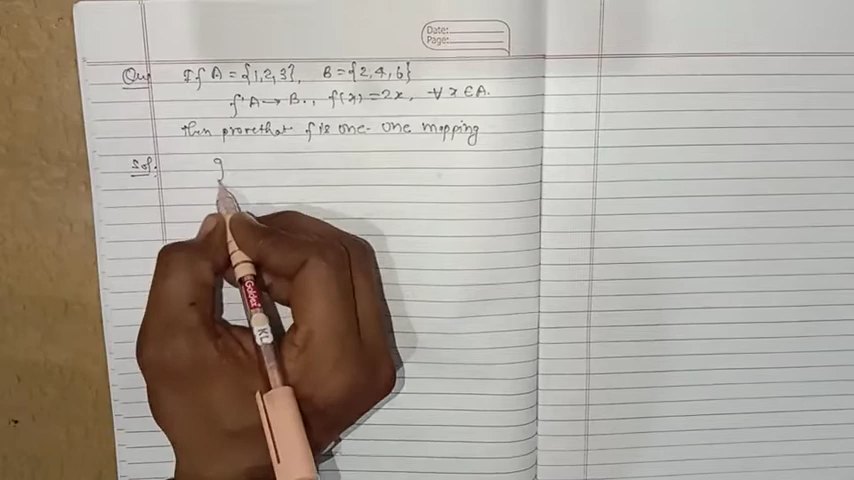 Date:
Page:
Que If A = {1,2,3}, B = {2,4,6}
f: A → B., f(x) = 2x, ∀ x ∈ A.
then prove that f is one-one mapping
Sol:
Goldex
KL